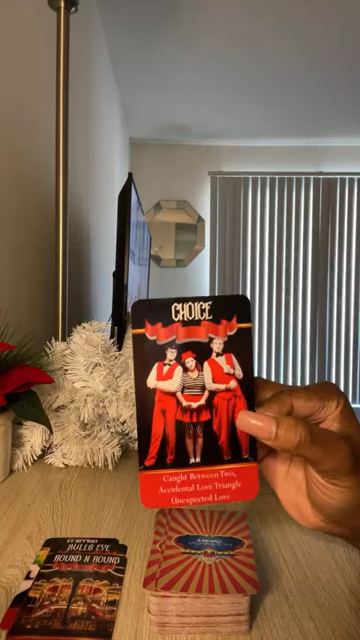 CHOICE
Caught Between Two,
Accidental Love Triangle
Unexpected Love
BULLS EYE
ROUND N ROUND